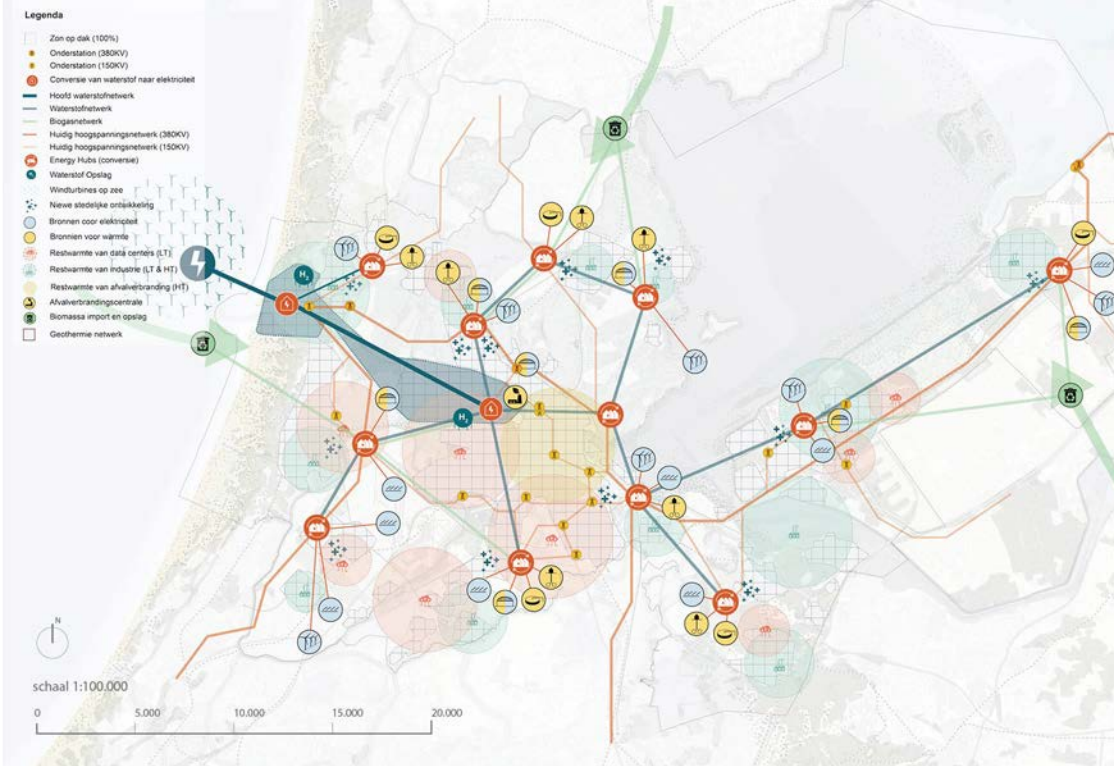 Legenda
Zon op dak (100%)
Onderstation (380KV)
Onderstation (150KV)
Conversie van waterstof naar elektriciteit
Hoofd waterstofnetwerk
Waterstofnetwerk
Biogasnetwerk
Huidig hoogspanningsnetwerk (380KV)
Huidig hoogspanningsnetwerk (150KV)
Energy Hubs (conversie)
Waterstof Opslag
Windturbines op zee
Niewe stedelijke ontwikkeling
Bronnen coor elektriciteit
Bronnien voor warmte
Restwarmte van data centers (LT)
Restwarmte van industrie (LT & HT)
Restwarmte van afvalverbranding (HT)
Afvalverbrandingscentrale
Biomassa import en opslag
Geothermie netwerk
H₂
H₂
N
schaal 1:100.000
0 5.000 10.000 15.000 20.000